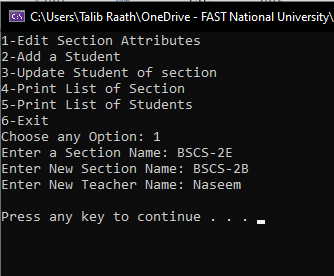 C:\Users\Talib Raath\OneDrive - FAST National University\
1-Edit Section Attributes
2-Add a Student
3-Update Student of section
4-Print List of Section
5-Print List of Students
6-Exit
Choose any Option: 1
Enter a Section Name: BSCS-2E
Enter New Section Name: BSCS-2B
Enter New Teacher Name: Naseem
Press any key to continue . . .